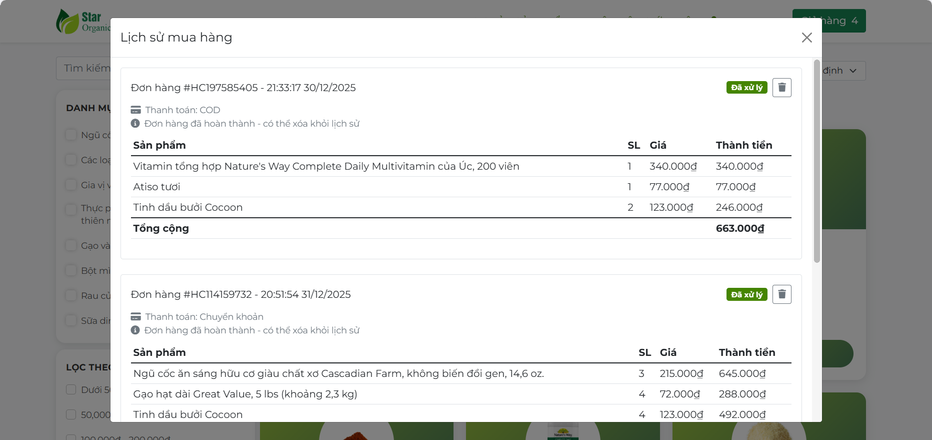 Star
Organic
hàng 4
Lịch sử mua hàng
Tìm kiếm
định
DANH MỤ
Ngũ cố
Các loạ
Gia vị v
Thực p
thiên n
Gạo và
Bột mì
Rau củ
Sữa din
LỌC THEO
Dưới 50
50,000
100,000₫ - 200,000₫
Đơn hàng #HC197585405 - 21:33:17 30/12/2025
Đã xử lý
Thanh toán: COD
Đơn hàng đã hoàn thành - có thể xóa khỏi lịch sử
Sản phẩm SL Giá Thành tiền
Vitamin tổng hợp Nature's Way Complete Daily Multivitamin của Úc, 200 viên 1 340.000₫ 340.000₫
Atiso tươi 1 77.000₫ 77.000₫
Tinh dầu bưởi Cocoon 2 123.000₫ 246.000₫
Tổng cộng 663.000₫
Đơn hàng #HC114159732 - 20:51:54 31/12/2025
Đã xử lý
Thanh toán: Chuyển khoản
Đơn hàng đã hoàn thành - có thể xóa khỏi lịch sử
Sản phẩm SL Giá Thành tiền
Ngũ cốc ăn sáng hữu cơ giàu chất xơ Cascadian Farm, không biến đổi gen, 14,6 oz. 3 215.000₫ 645.000₫
Gạo hạt dài Great Value, 5 lbs (khoảng 2,3 kg) 4 72.000₫ 288.000₫
Tinh dầu bưởi Cocoon 4 123.000₫ 492.000₫